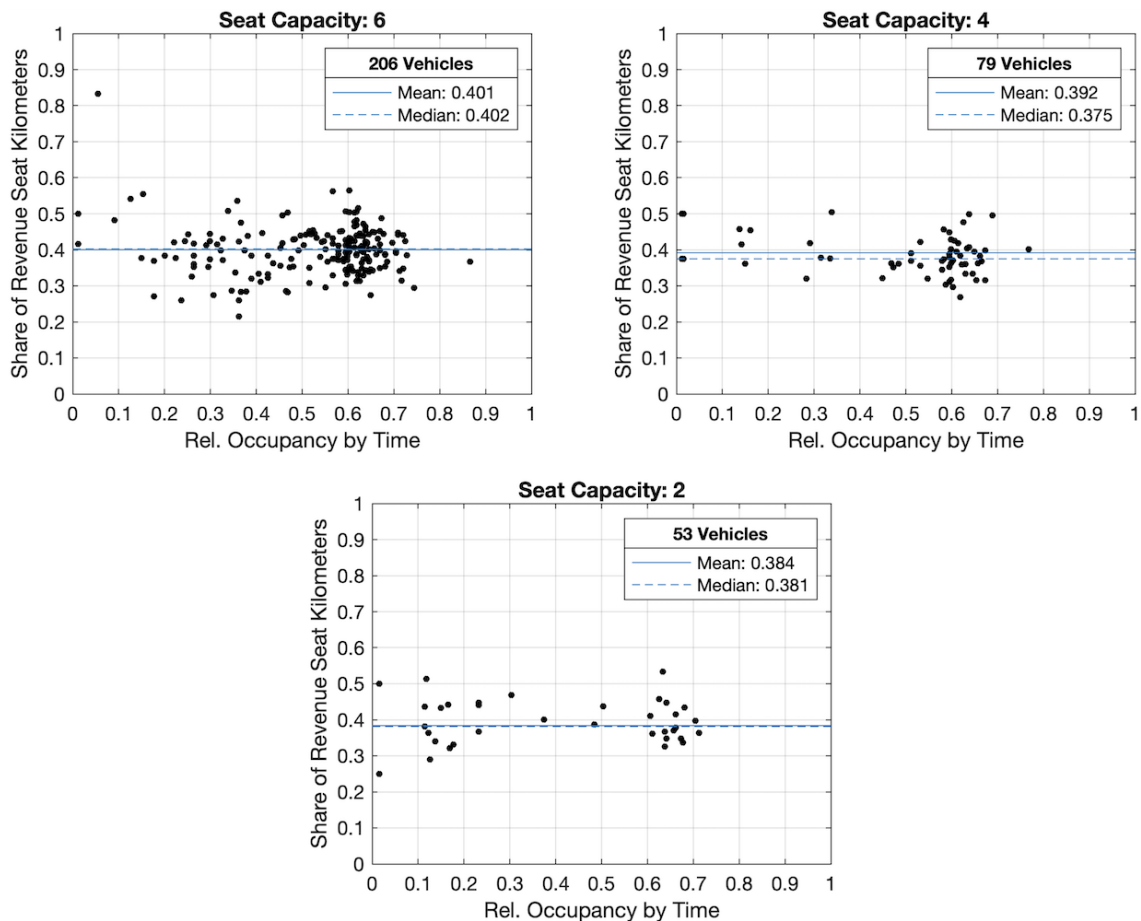 Seat Capacity: 6
Share of Revenue Seat Kilometers
1
0.9
0.8
0.7
0.6
0.5
0.4
0.3
0.2
0.1
0
206 Vehicles
Mean: 0.401
Median: 0.402
0 0.1 0.2 0.3 0.4 0.5 0.6 0.7 0.8 0.9 1
Rel. Occupancy by Time
Seat Capacity: 4
Share of Revenue Seat Kilometers
1
0.9
0.8
0.7
0.6
0.5
0.4
0.3
0.2
0.1
0
79 Vehicles
Mean: 0.392
Median: 0.375
0 0.1 0.2 0.3 0.4 0.5 0.6 0.7 0.8 0.9 1
Rel. Occupancy by Time
Seat Capacity: 2
Share of Revenue Seat Kilometers
1
0.9
0.8
0.7
0.6
0.5
0.4
0.3
0.2
0.1
0
53 Vehicles
Mean: 0.384
Median: 0.381
0 0.1 0.2 0.3 0.4 0.5 0.6 0.7 0.8 0.9 1
Rel. Occupancy by Time